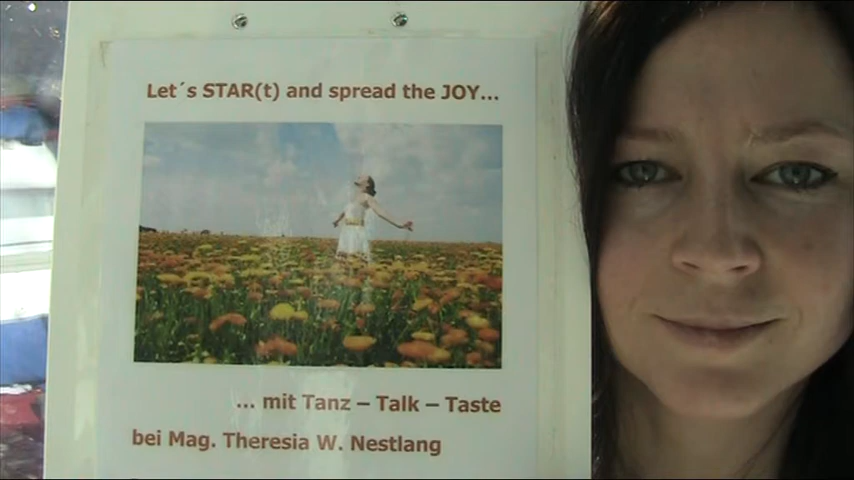 Let´s STAR(t) and spread the JOY...
... mit Tanz – Talk – Taste
bei Mag. Theresia W. Nestlang